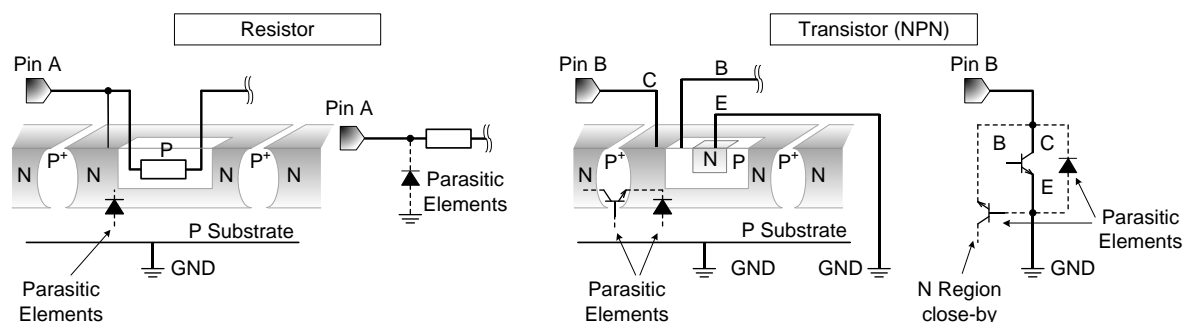 Resistor
Pin A
N
P+
N
P
N
P+
N
Parasitic
Elements
P Substrate
GND
Pin A
Parasitic
Elements
Transistor (NPN)
Pin B
C
B
E
N
P+
N
N
P
N
P+
N
P Substrate
GND
GND
Parasitic
Elements
Pin B
B
C
E
Parasitic
Elements
GND
N Region
close-by